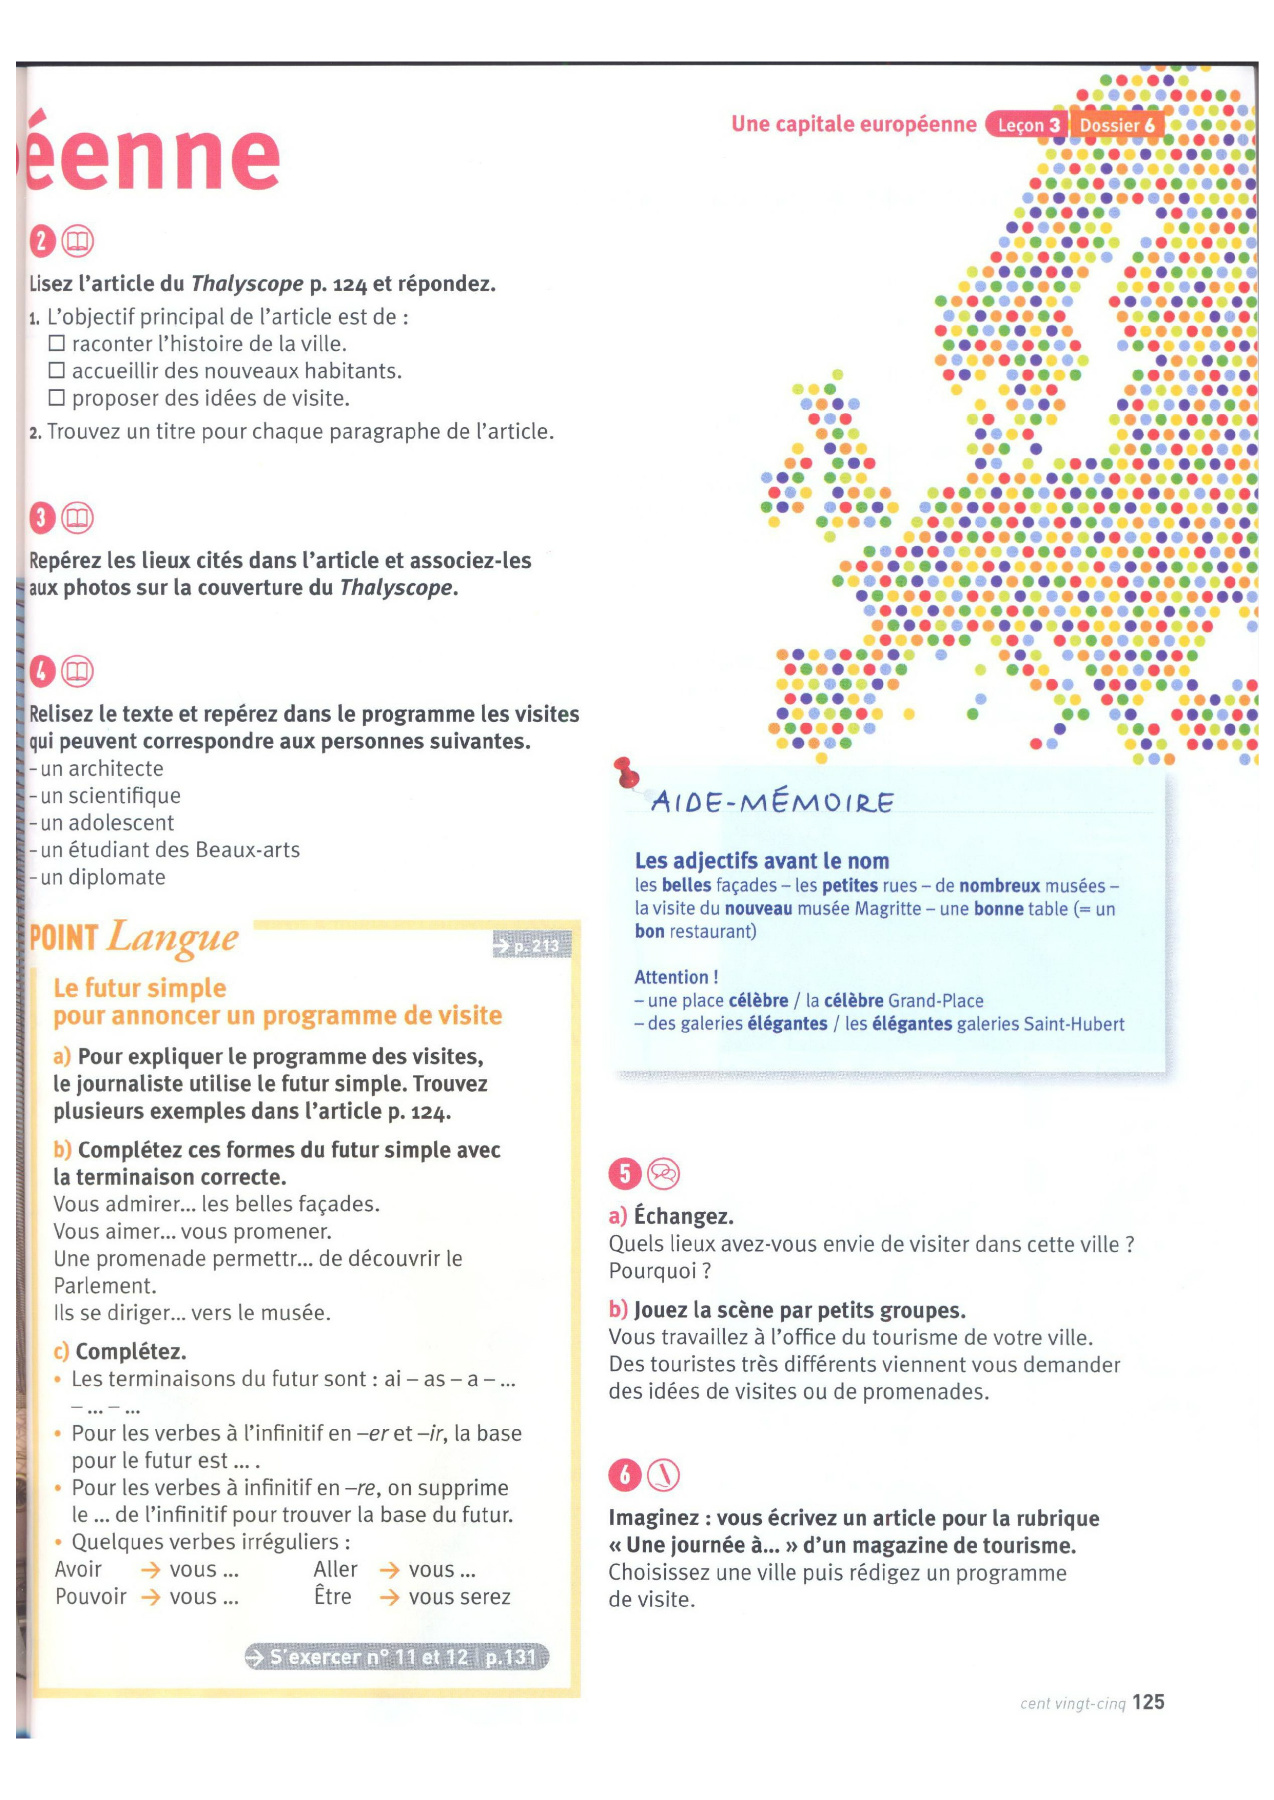 éenne
Une capitale européenne Leçon 3 Dossier 6
2
Lisez l'article du Thalyscope p. 124 et répondez.
1. L'objectif principal de l'article est de :
☐ raconter l'histoire de la ville.
☐ accueillir des nouveaux habitants.
☐ proposer des idées de visite.
2. Trouvez un titre pour chaque paragraphe de l'article.
3
Repérez les lieux cités dans l'article et associez-les
aux photos sur la couverture du Thalyscope.
4
Relisez le texte et repérez dans le programme les visites
qui peuvent correspondre aux personnes suivantes.
- un architecte
- un scientifique
- un adolescent
- un étudiant des Beaux-arts
- un diplomate
POINT Langue
→ p. 213
Le futur simple
pour annoncer un programme de visite
a) Pour expliquer le programme des visites,
le journaliste utilise le futur simple. Trouvez
plusieurs exemples dans l'article p. 124.
b) Complétez ces formes du futur simple avec
la terminaison correcte.
Vous admirer... les belles façades.
Vous aimer... vous promener.
Une promenade permettr... de découvrir le
Parlement.
Ils se diriger... vers le musée.
c) Complétez.
• Les terminaisons du futur sont : ai – as – a – ...
– ... – ...
• Pour les verbes à l'infinitif en –er et –ir, la base
pour le futur est ... .
• Pour les verbes à infinitif en –re, on supprime
le ... de l'infinitif pour trouver la base du futur.
• Quelques verbes irréguliers :
Avoir → vous ... Aller → vous ...
Pouvoir → vous ... Être → vous serez
→ S'exercer n° 11 et 12 p.131
AIDE-MÉMOIRE
Les adjectifs avant le nom
les belles façades – les petites rues – de nombreux musées –
la visite du nouveau musée Magritte – une bonne table (= un
bon restaurant)
Attention !
– une place célèbre / la célèbre Grand-Place
– des galeries élégantes / les élégantes galeries Saint-Hubert
5
a) Échangez.
Quels lieux avez-vous envie de visiter dans cette ville ?
Pourquoi ?
b) Jouez la scène par petits groupes.
Vous travaillez à l'office du tourisme de votre ville.
Des touristes très différents viennent vous demander
des idées de visites ou de promenades.
6
Imaginez : vous écrivez un article pour la rubrique
« Une journée à... » d'un magazine de tourisme.
Choisissez une ville puis rédigez un programme
de visite.
cent vingt-cinq 125